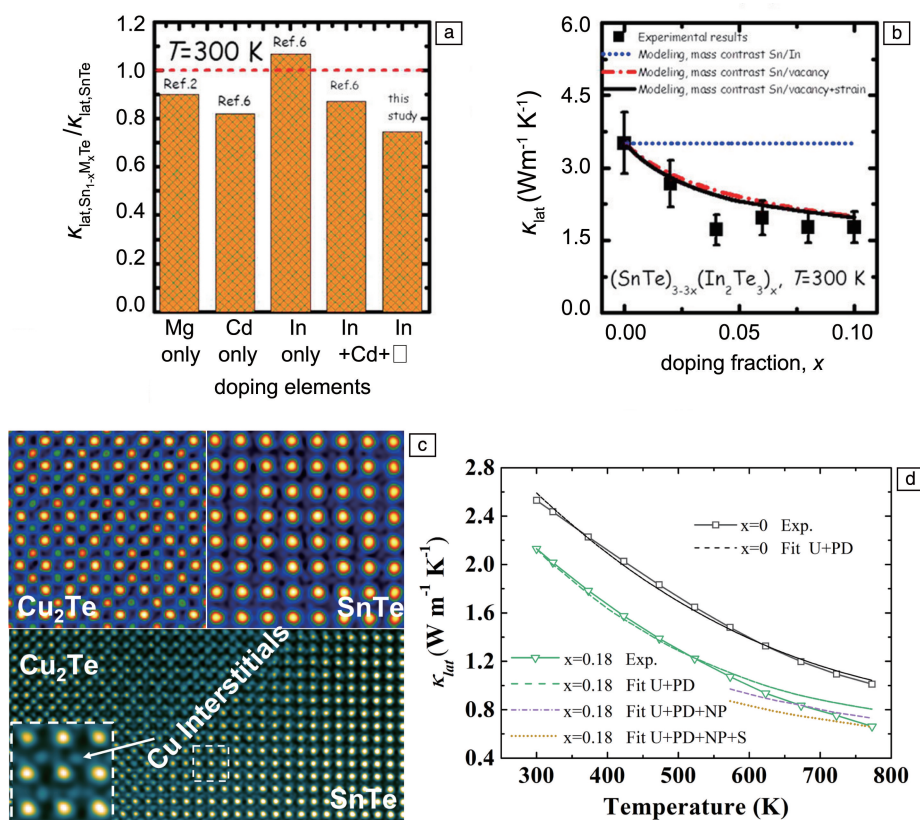 a
T=300 K
κlat,Sn1-xMxTe /κlat,SnTe
1.2
1.0
0.8
0.6
0.4
0.2
0.0
Ref.2
Ref.6
Ref.6
Ref.6
this
study
Mg
only
Cd
only
In
only
In
+Cd+□
In
doping elements
b
κlat (Wm-1 K-1)
6.0
4.5
3.0
1.5
0.0
Experimental results
Modeling, mass contrast Sn/In
Modeling, mass contrast Sn/vacancy
Modeling, mass contrast Sn/vacancy+strain
(SnTe)3-3x(In2Te3)x, T=300 K
0.00
0.05
0.10
doping fraction, x
c
Cu2Te
SnTe
Cu2Te
Cu Interstitials
SnTe
d
κlat (W m-1 K-1)
2.8
2.4
2.0
1.6
1.2
0.8
0.4
x=0 Exp.
x=0 Fit U+PD
x=0.18 Exp.
x=0.18 Fit U+PD
x=0.18 Fit U+PD+NP
x=0.18 Fit U+PD+NP+S
300
400
500
600
700
800
Temperature (K)